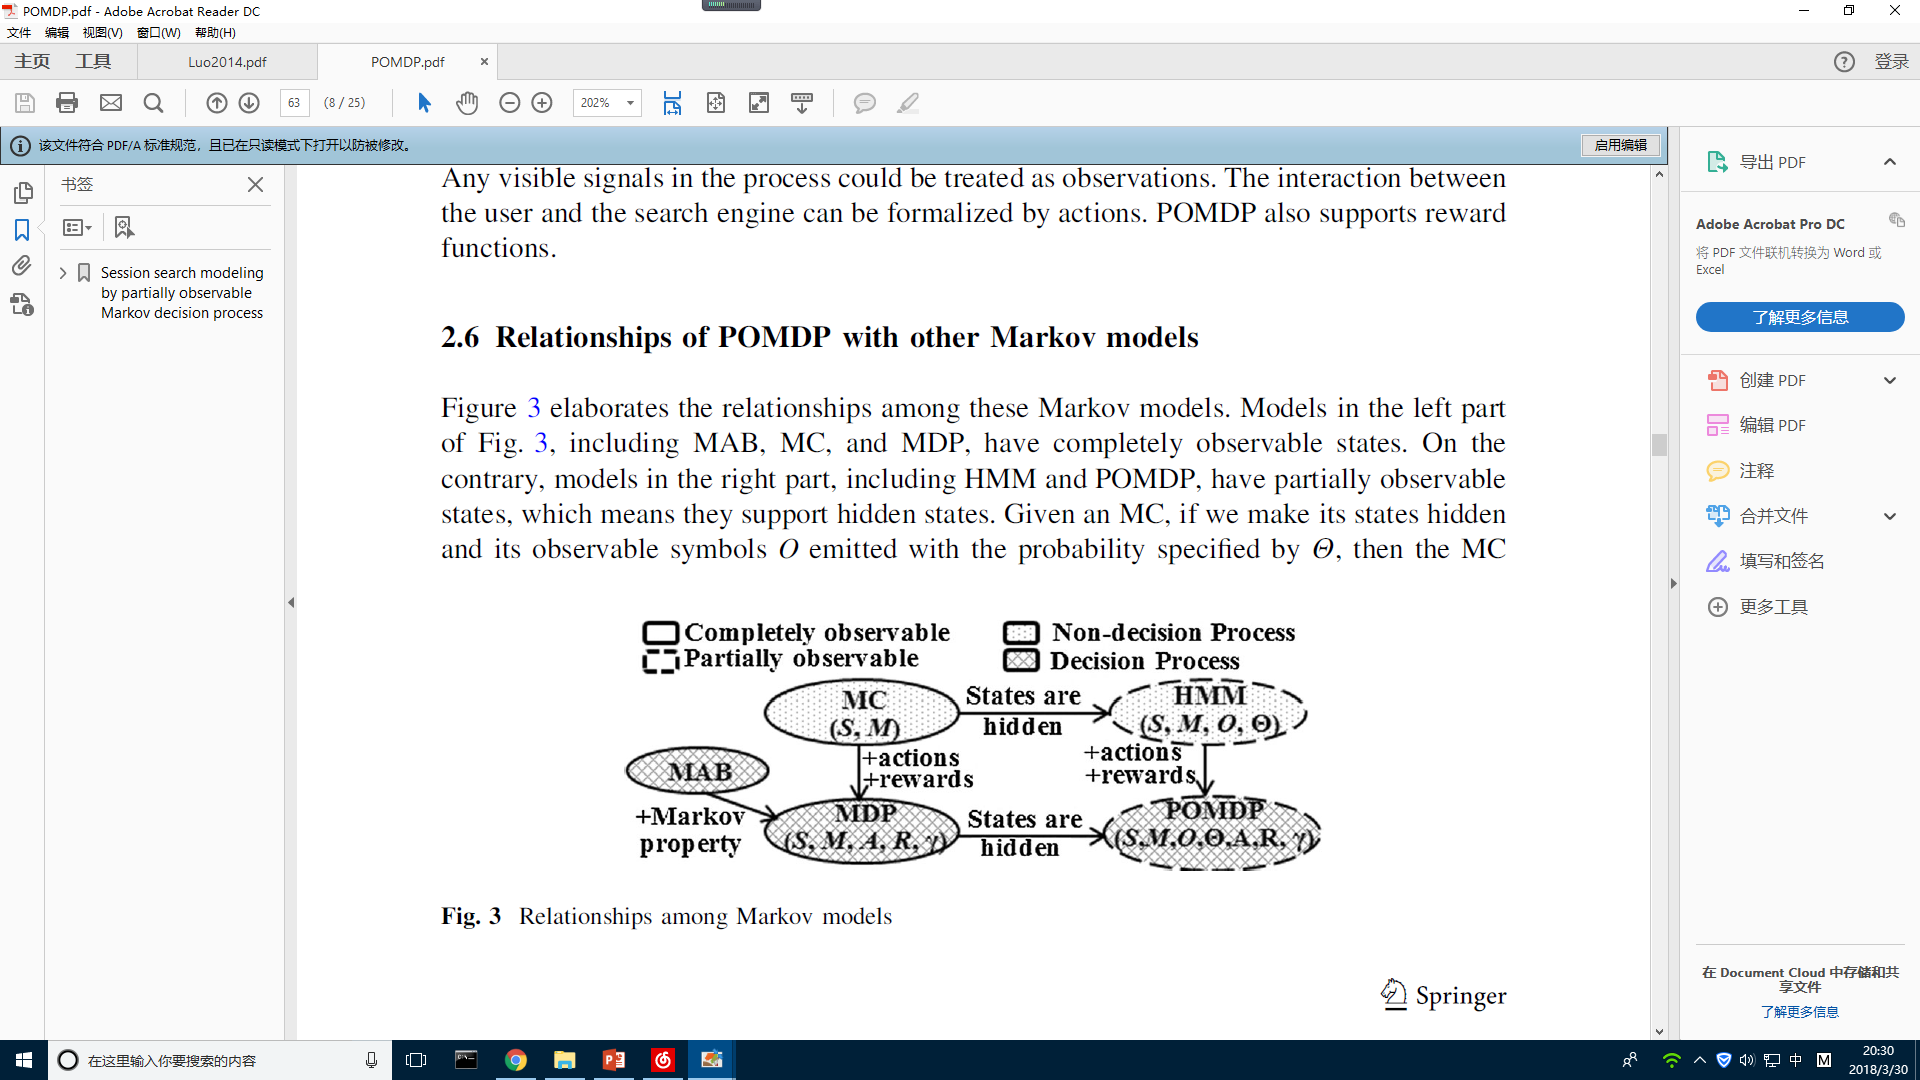 POMDP.pdf - Adobe Acrobat Reader DC
文件 编辑 视图(V) 窗口(W) 帮助(H)
主页 工具 Luo2014.pdf POMDP.pdf × 登录
63 (8 / 25) 202%
该文件符合 PDF/A 标准规范，且已在只读模式下打开以防被修改。 启用编辑
书签
Session search modeling
by partially observable
Markov decision process
Any visible signals in the process could be treated as observations. The interaction between
the user and the search engine can be formalized by actions. POMDP also supports reward
functions.
2.6 Relationships of POMDP with other Markov models
Figure 3 elaborates the relationships among these Markov models. Models in the left part
of Fig. 3, including MAB, MC, and MDP, have completely observable states. On the
contrary, models in the right part, including HMM and POMDP, have partially observable
states, which means they support hidden states. Given an MC, if we make its states hidden
and its observable symbols O emitted with the probability specified by Θ, then the MC
Completely observable
Partially observable
Non-decision Process
Decision Process
MC
(S, M)
States are
hidden
HMM
(S, M, O, Θ)
+actions
+rewards
+actions
+rewards
MAB
+Markov
property
MDP
(S, M, A, R, γ)
States are
hidden
POMDP
(S,M,O,Θ,A,R, γ)
Fig. 3 Relationships among Markov models
Springer
导出 PDF
Adobe Acrobat Pro DC
将 PDF 文件联机转换为 Word 或
Excel
了解更多信息
创建 PDF
编辑 PDF
注释
合并文件
填写和签名
更多工具
在 Document Cloud 中存储和共
享文件
了解更多信息
在这里输入你要搜索的内容
中 M
20:30
2018/3/30